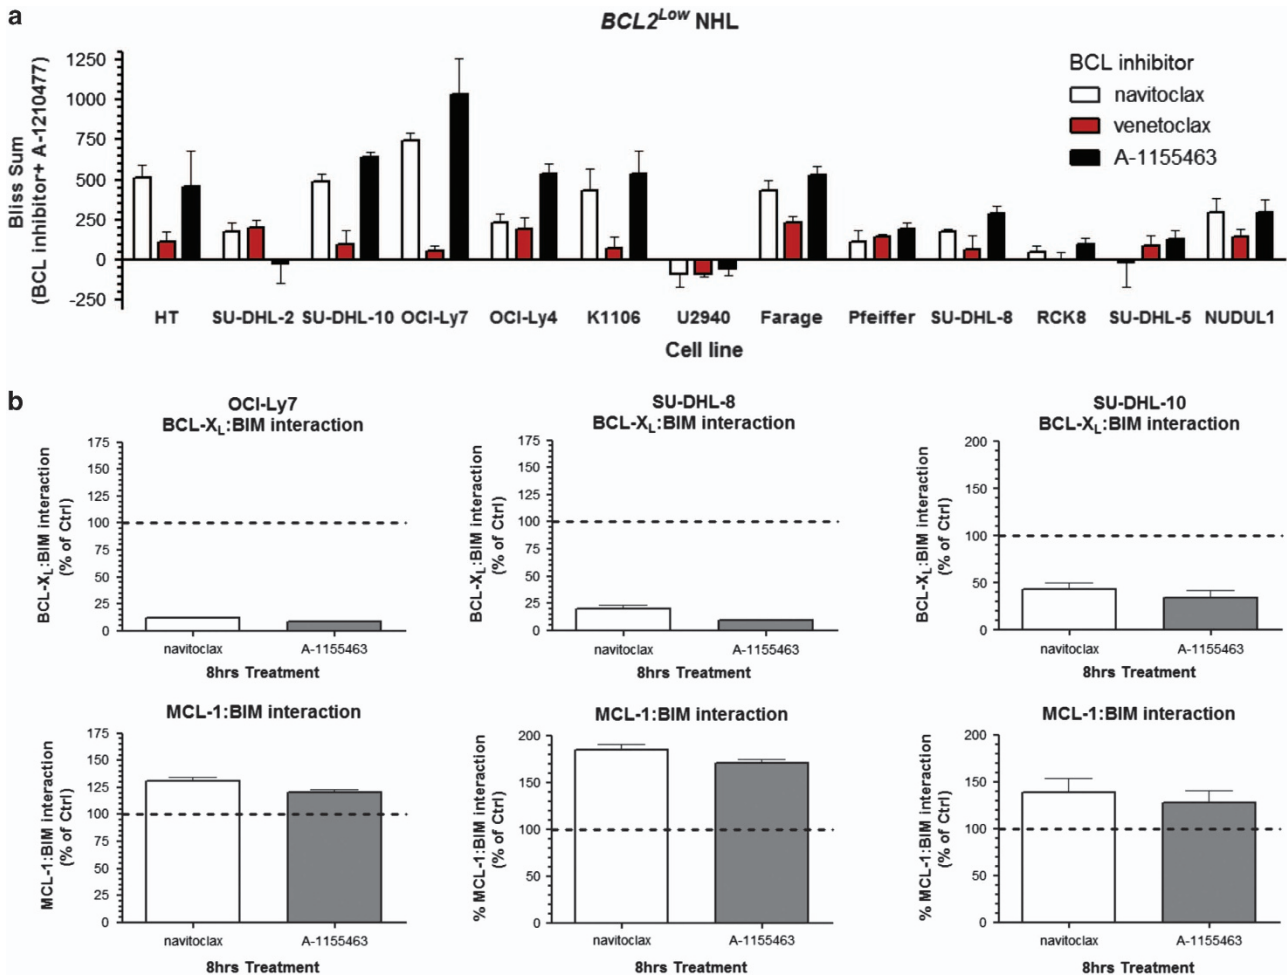 a
BCL2^Low NHL
Bliss Sum
(BCL inhibitor+ A-1210477)
1250
1000
750
500
250
0
-250
BCL inhibitor
navitoclax
venetoclax
A-1155463
HT SU-DHL-2 SU-DHL-10 OCI-Ly7 OCI-Ly4 K1106 U2940 Farage Pfeiffer SU-DHL-8 RCK8 SU-DHL-5 NUDUL1
Cell line
b
OCI-Ly7
BCL-X_L:BIM interaction
BCL-X_L:BIM interaction
(% of Ctrl)
175
150
125
100
75
50
25
0
navitoclax A-1155463
8hrs Treatment
SU-DHL-8
BCL-X_L:BIM interaction
BCL-X_L:BIM interaction
(% of Ctrl)
175
150
125
100
75
50
25
0
navitoclax A-1155463
8hrs Treatment
SU-DHL-10
BCL-X_L:BIM interaction
BCL-X_L:BIM interaction
(% of Ctrl)
200
150
100
50
0
navitoclax A-1155463
8hrs Treatment
MCL-1:BIM interaction
MCL-1:BIM interaction
(% of Ctrl)
175
150
125
100
75
50
25
0
navitoclax A-1155463
8hrs Treatment
MCL-1:BIM interaction
% MCL-1:BIM interaction
(% of Ctrl)
200
150
100
50
0
navitoclax A-1155463
8hrs Treatment
MCL-1:BIM interaction
% MCL-1:BIM interaction
(% of Ctrl)
200
150
100
50
0
navitoclax A-1155463
8hrs Treatment